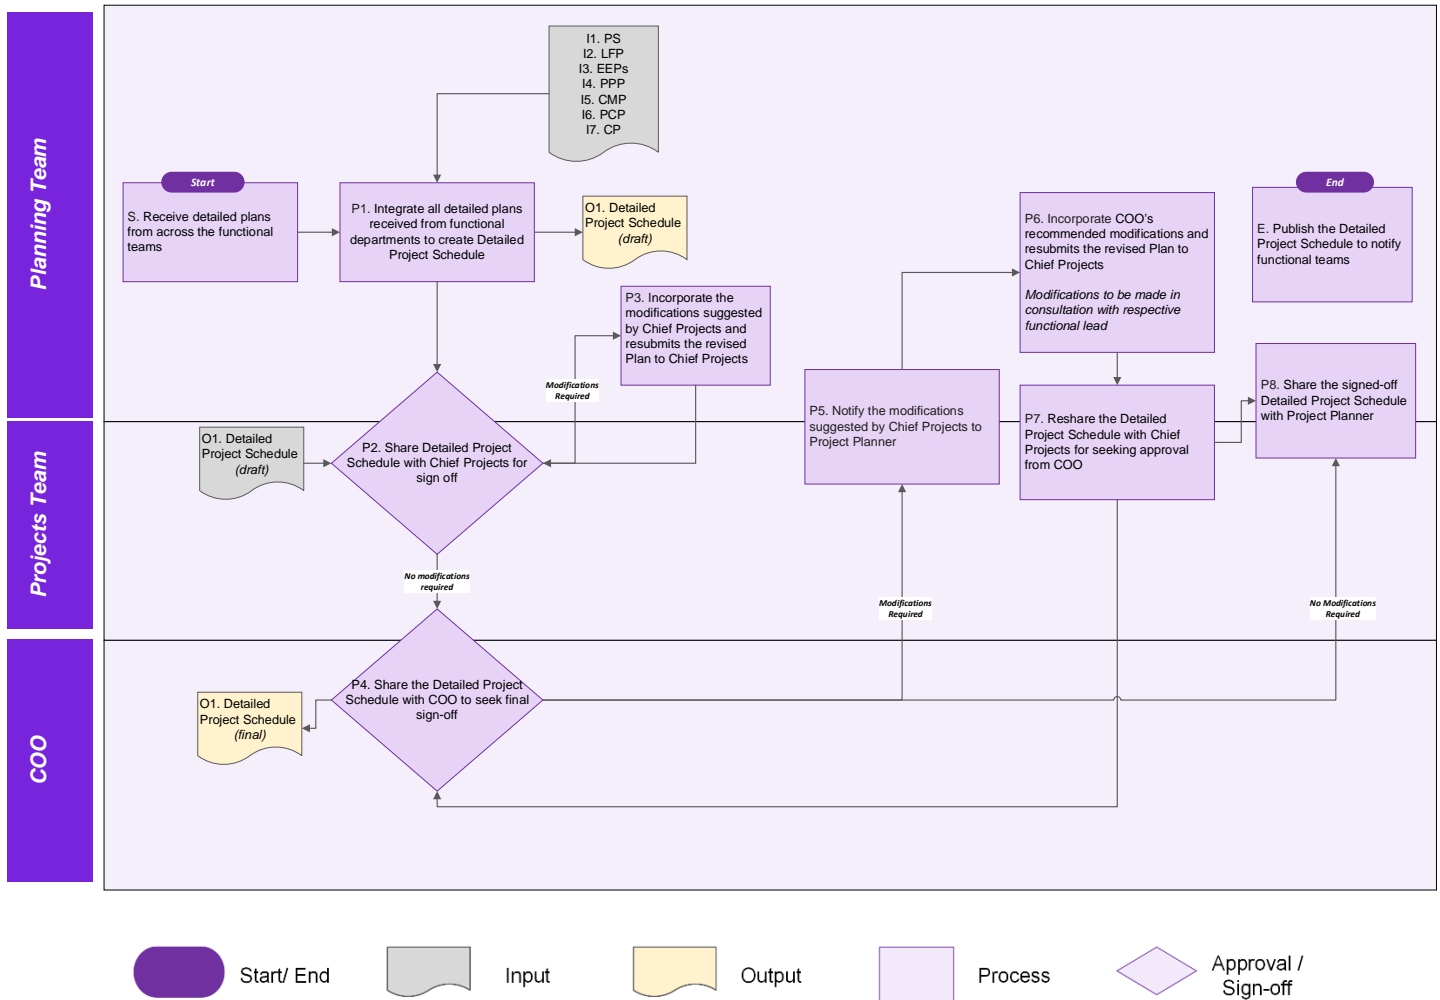 Planning Team
Projects Team
COO
I1. PS
I2. LFP
I3. EEPs
I4. PPP
I5. CMP
I6. PCP
I7. CP
Start
S. Receive detailed plans
from across the functional
teams
P1. Integrate all detailed plans
received from functional
departments to create Detailed
Project Schedule
O1. Detailed
Project Schedule
(draft)
P3. Incorporate the
modifications suggested
by Chief Projects and
resubmits the revised
Plan to Chief Projects
Modifications
Required
O1. Detailed
Project Schedule
(draft)
P2. Share Detailed Project
Schedule with Chief Projects for
sign off
No modifications
required
P4. Share the Detailed Project
Schedule with COO to seek final
sign-off
O1. Detailed
Project Schedule
(final)
P5. Notify the modifications
suggested by Chief Projects to
Project Planner
Modifications
Required
P6. Incorporate COO's
recommended modifications and
resubmits the revised Plan to
Chief Projects
Modifications to be made in
consultation with respective
functional lead
P7. Reshare the Detailed
Project Schedule with Chief
Projects for seeking approval
from COO
End
E. Publish the Detailed
Project Schedule to notify
functional teams
P8. Share the signed-off
Detailed Project Schedule
with Project Planner
No Modifications
Required
Start/ End
Input
Output
Process
Approval /
Sign-off